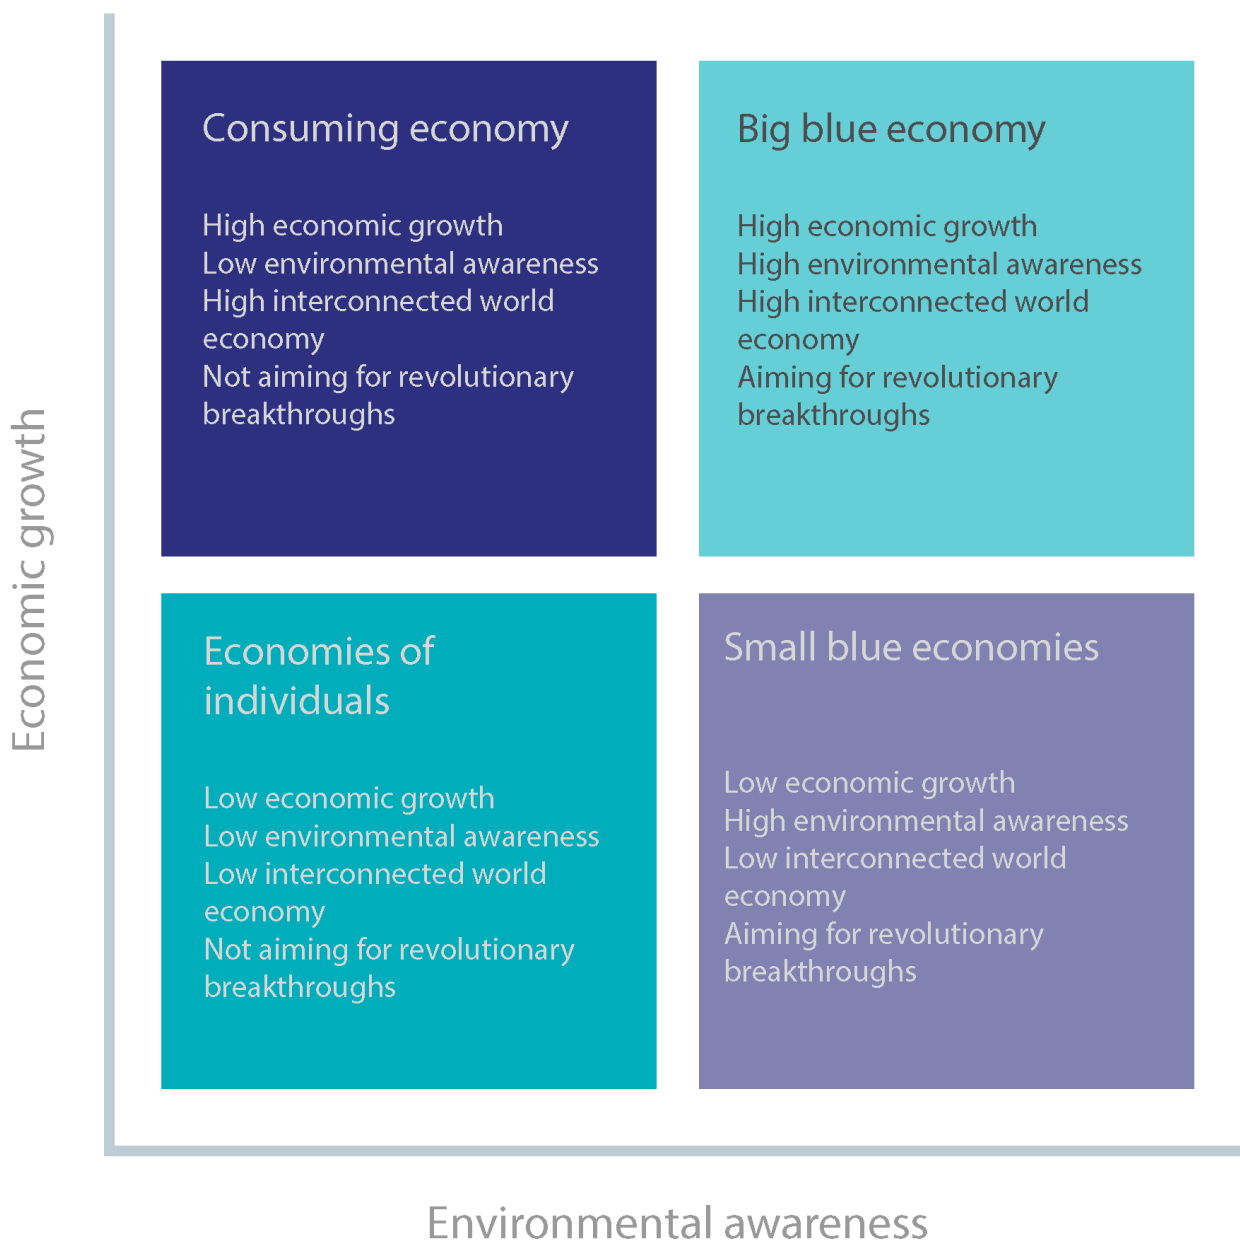 Economic growth
Consuming economy
High economic growth
Low environmental awareness
High interconnected world
economy
Not aiming for revolutionary
breakthroughs
Big blue economy
High economic growth
High environmental awareness
High interconnected world
economy
Aiming for revolutionary
breakthroughs
Economies of
individuals
Low economic growth
Low environmental awareness
Low interconnected world
economy
Not aiming for revolutionary
breakthroughs
Small blue economies
Low economic growth
High environmental awareness
Low interconnected world
economy
Aiming for revolutionary
breakthroughs
Environmental awareness